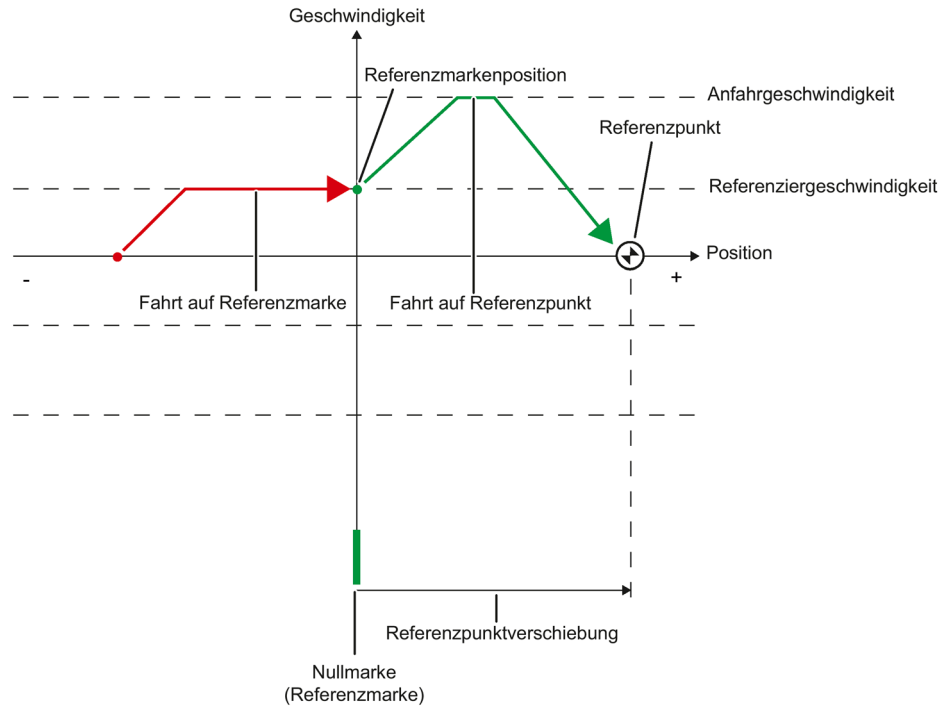 Geschwindigkeit
Referenzmarkenposition
Anfahrgeschwindigkeit
Referenzpunkt
Referenziergeschwindigkeit
Position
-
+
Fahrt auf Referenzmarke
Fahrt auf Referenzpunkt
Referenzpunktverschiebung
Nullmarke
(Referenzmarke)